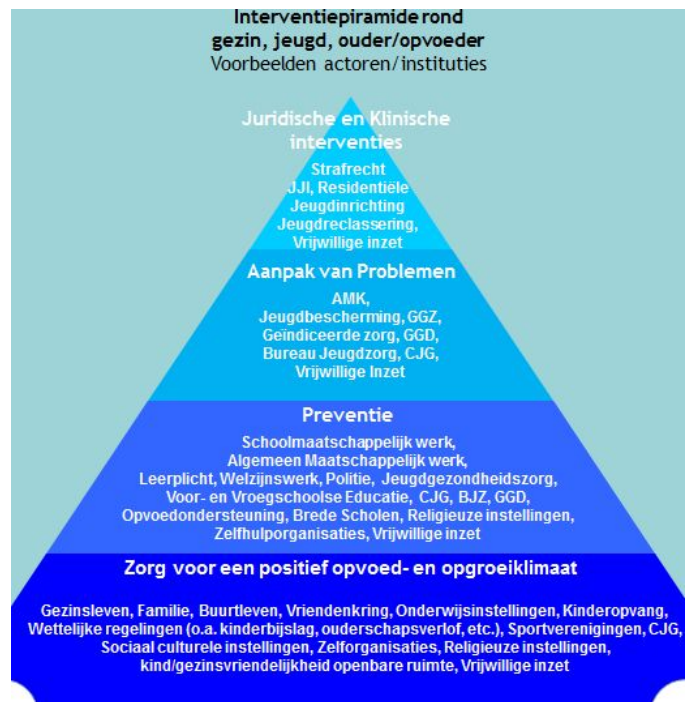 Interventiepiramide rond
gezin, jeugd, ouder/opvoeder
Voorbeelden actoren/instituties
Juridische en Klinische
interventies
Strafrecht
JJI, Residentiële
Jeugdinrichting
Jeugdreclassering,
Vrijwillige inzet
Aanpak van Problemen
AMK,
Jeugdbescherming, GGZ,
Geïndiceerde zorg, GGD,
Bureau Jeugdzorg, CJG,
Vrijwillige Inzet
Preventie
Schoolmaatschappelijk werk,
Algemeen Maatschappelijk werk,
Leerplicht, Welzijnswerk, Politie, Jeugdgezondheidszorg,
Voor- en Vroegschoolse Educatie, CJG, BJZ, GGD,
Opvoedondersteuning, Brede Scholen, Religieuze instellingen,
Zelfhulporganisaties, Vrijwillige inzet
Zorg voor een positief opvoed- en opgroeiklimaat
Gezinsleven, Familie, Buurtleven, Vriendenkring, Onderwijsinstellingen, Kinderopvang,
Wettelijke regelingen (o.a. kinderbijslag, ouderschapsverlof, etc.), Sportverenigingen, CJG,
Sociaal culturele instellingen, Zelforganisaties, Religieuze instellingen,
kind/gezinsvriendelijkheid openbare ruimte, Vrijwillige inzet